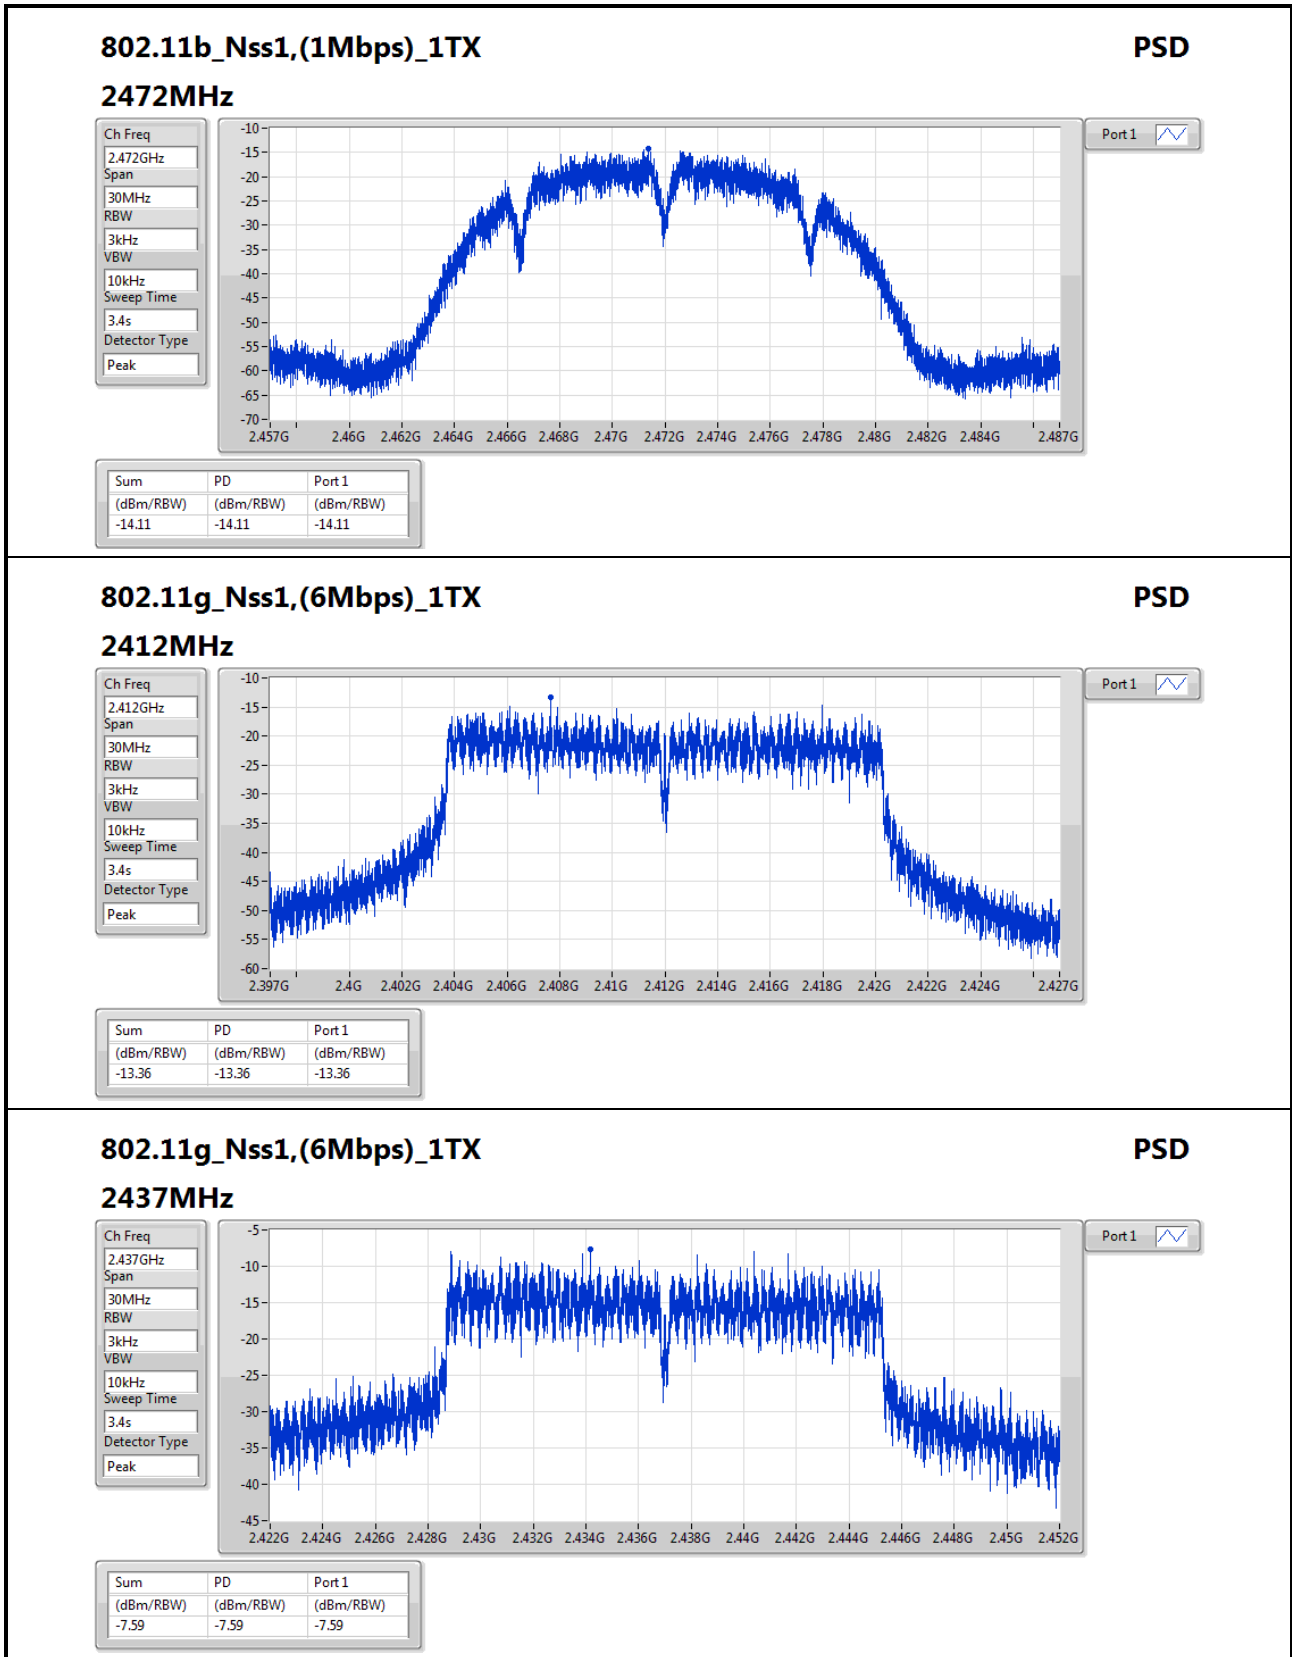 802.11b_Nss1,(1Mbps)_1TX PSD
2472MHz
Ch Freq
2.472GHz
Span
30MHz
RBW
3kHz
VBW
10kHz
Sweep Time
3.4s
Detector Type
Peak
-10
-15
-20
-25
-30
-35
-40
-45
-50
-55
-60
-65
-70
2.457G 2.46G 2.462G 2.464G 2.466G 2.468G 2.47G 2.472G 2.474G 2.476G 2.478G 2.48G 2.482G 2.484G 2.487G
Port 1
Sum PD Port 1
(dBm/RBW) (dBm/RBW) (dBm/RBW)
-14.11 -14.11 -14.11
802.11g_Nss1,(6Mbps)_1TX PSD
2412MHz
Ch Freq
2.412GHz
Span
30MHz
RBW
3kHz
VBW
10kHz
Sweep Time
3.4s
Detector Type
Peak
-10
-15
-20
-25
-30
-35
-40
-45
-50
-55
-60
2.397G 2.4G 2.402G 2.404G 2.406G 2.408G 2.41G 2.412G 2.414G 2.416G 2.418G 2.42G 2.422G 2.424G 2.427G
Port 1
Sum PD Port 1
(dBm/RBW) (dBm/RBW) (dBm/RBW)
-13.36 -13.36 -13.36
802.11g_Nss1,(6Mbps)_1TX PSD
2437MHz
Ch Freq
2.437GHz
Span
30MHz
RBW
3kHz
VBW
10kHz
Sweep Time
3.4s
Detector Type
Peak
-5
-10
-15
-20
-25
-30
-35
-40
-45
2.422G 2.424G 2.426G 2.428G 2.43G 2.432G 2.434G 2.436G 2.438G 2.44G 2.442G 2.444G 2.446G 2.448G 2.45G 2.452G
Port 1
Sum PD Port 1
(dBm/RBW) (dBm/RBW) (dBm/RBW)
-7.59 -7.59 -7.59